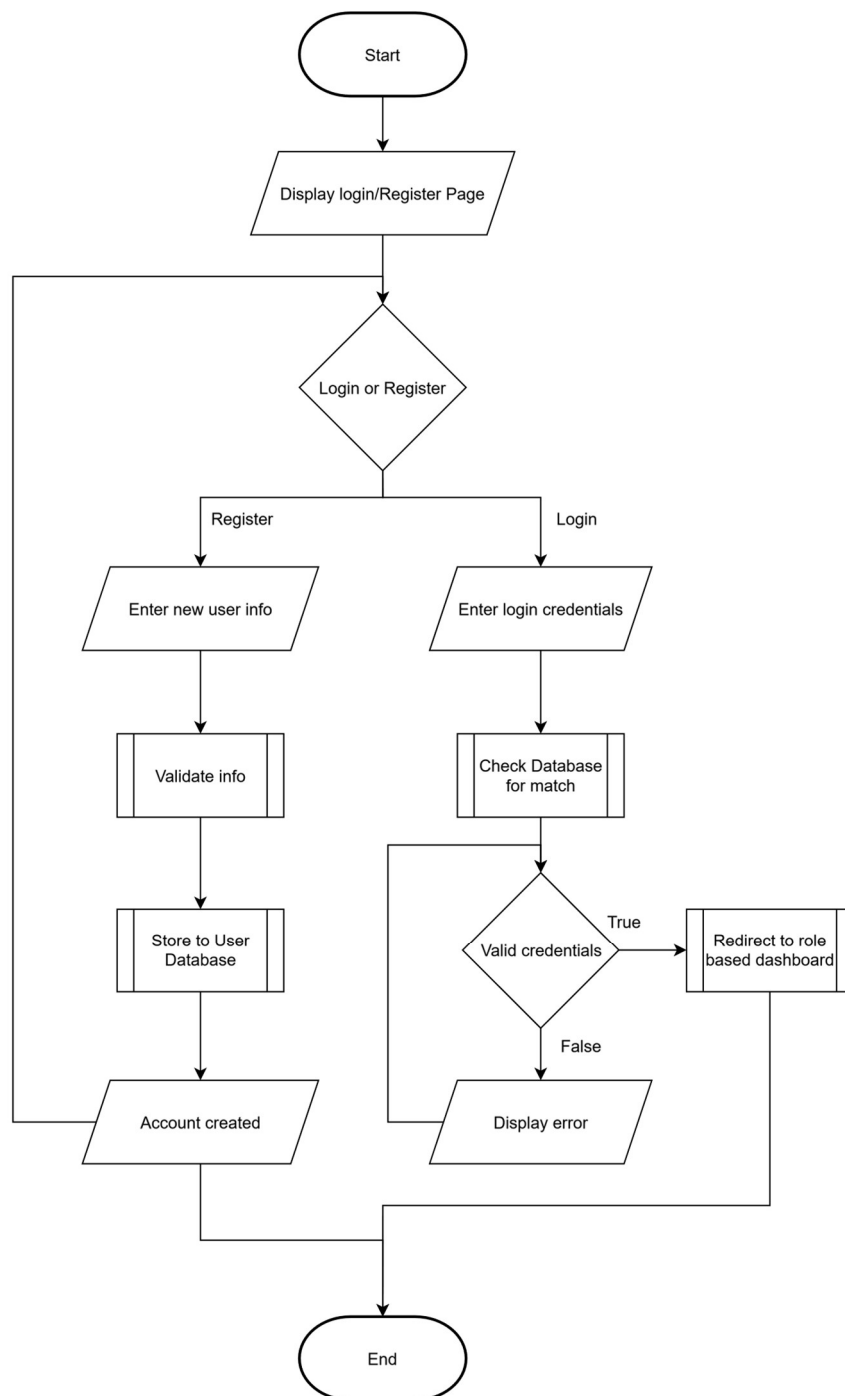 Start
Display login/Register Page
Login or Register
Register
Login
Enter new user info
Enter login credentials
Validate info
Check Database
for match
Store to User
Database
Valid credentials
True
Redirect to role
based dashboard
False
Account created
Display error
End